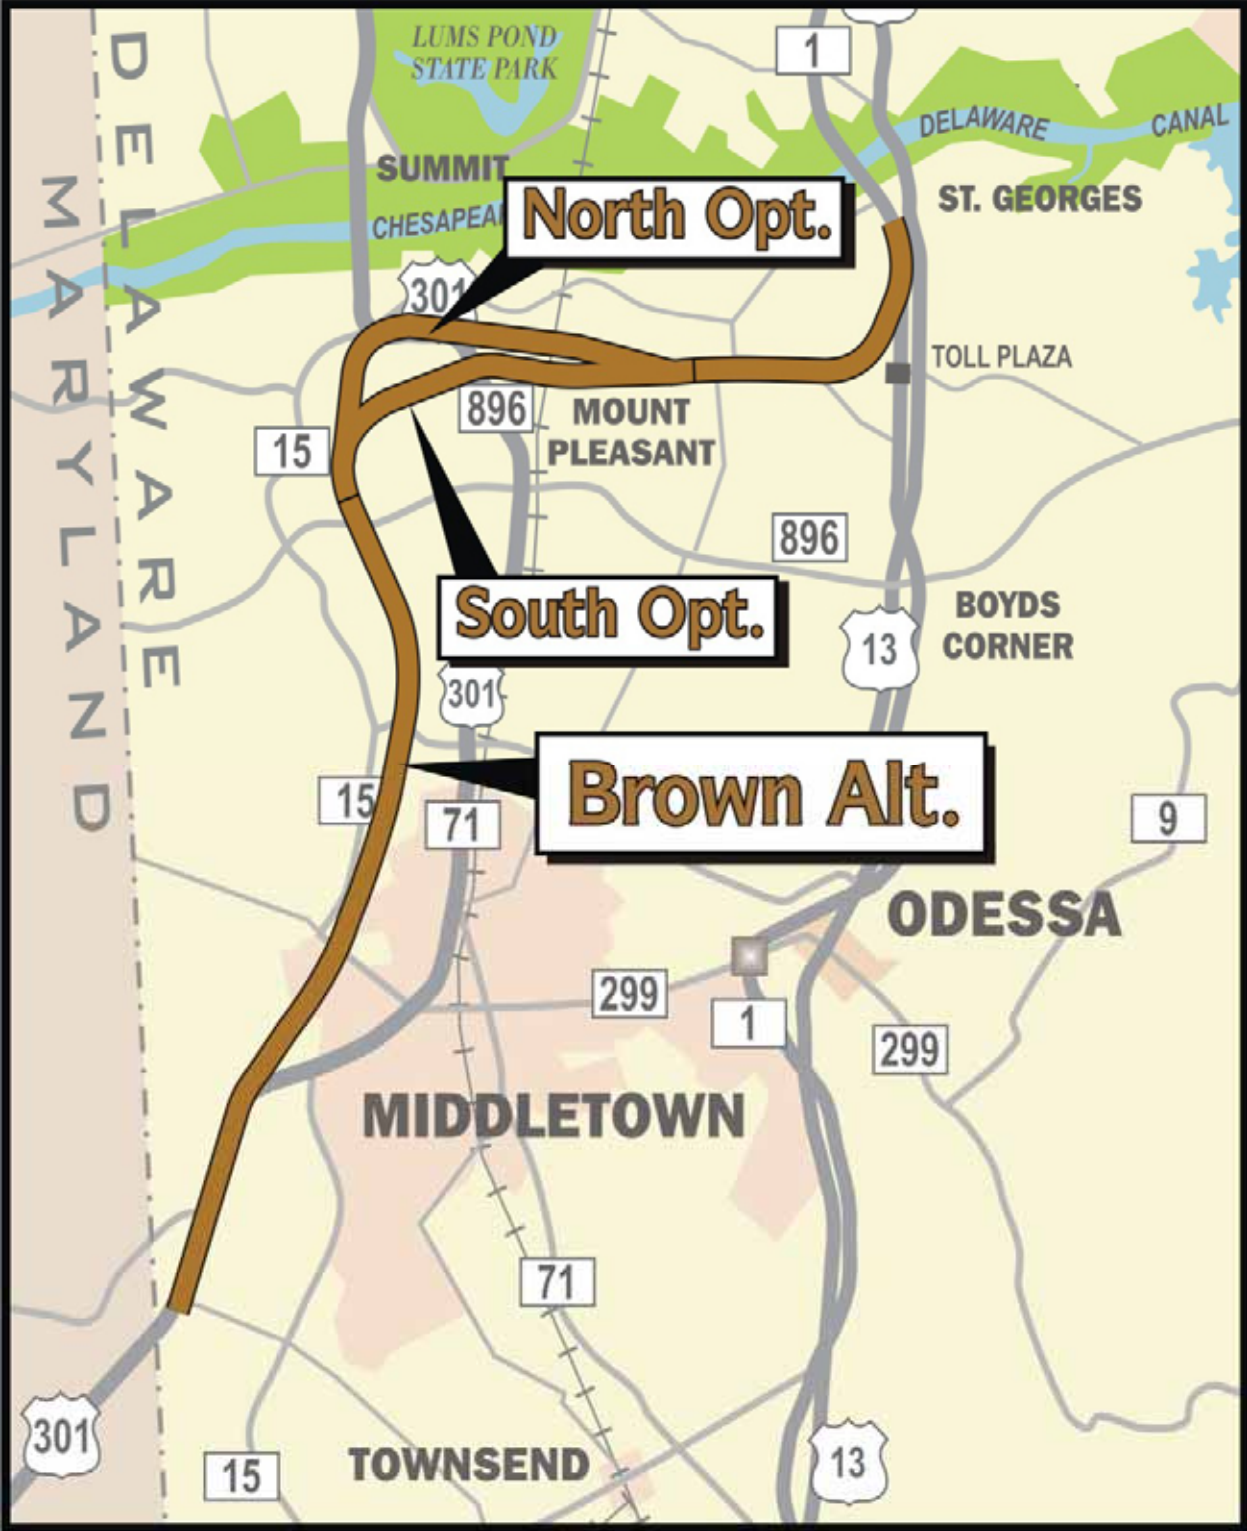 LUMS POND
STATE PARK
1
DELAWARE
CANAL
SUMMIT
CHESAPEA
North Opt.
ST. GEORGES
DELAWARE
MARYLAND
301
TOLL PLAZA
896
MOUNT
PLEASANT
15
896
South Opt.
BOYDS
CORNER
13
301
Brown Alt.
15
71
9
ODESSA
299
1
299
MIDDLETOWN
71
301
15
TOWNSEND
13